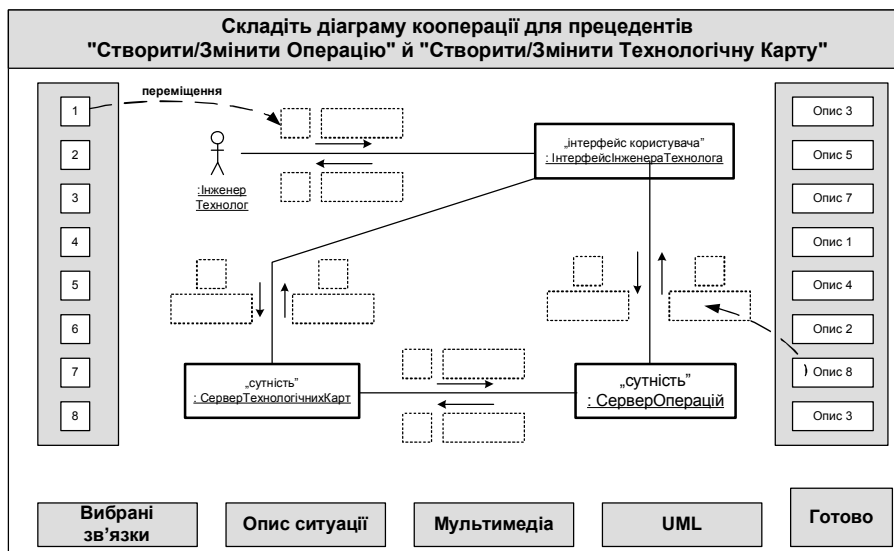 Складіть діаграму кооперації для прецедентів
"Створити/Змінити Операцію" й "Створити/Змінити Технологічну Карту"
1
2
3
4
5
6
7
8
переміщення
:Інженер
Технолог
„інтерфейс користувача”
: ІнтерфейсІнженераТехнолога
„сутність”
: СерверТехнологічнихКарт
„сутність”
: СерверОперацій
Опис 3
Опис 5
Опис 7
Опис 1
Опис 4
Опис 2
Опис 8
Опис 3
Вибрані
зв’язки
Опис ситуації
Мультимедіа
UML
Готово